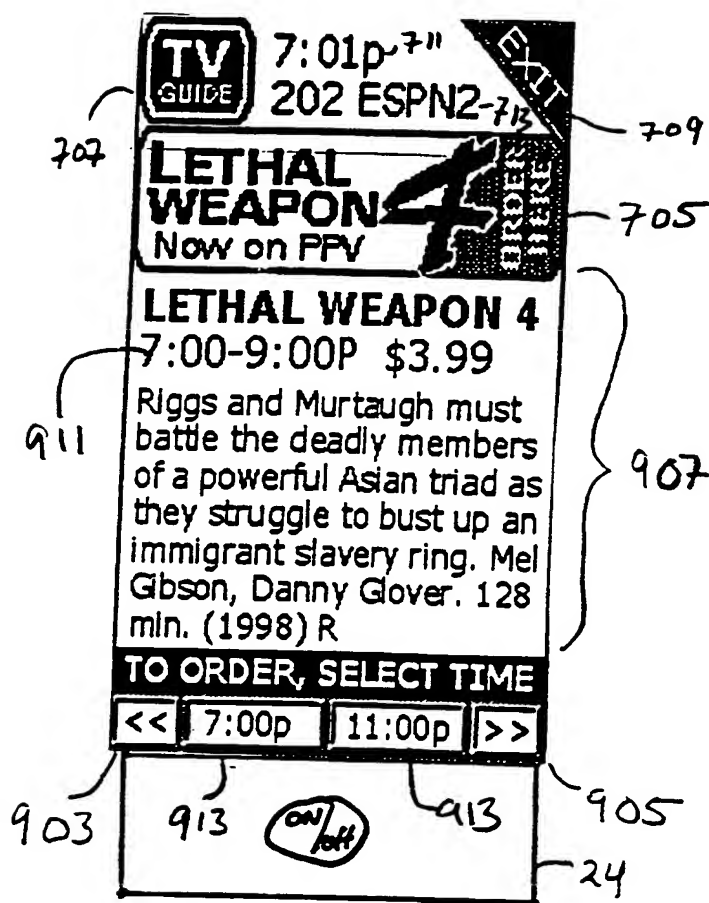 TV
GUIDE
7:01p 711
202 ESPN2 713
EXIT
707
709
LETHAL
WEAPON 4
Now on PPV
ORDER
HERE
705
LETHAL WEAPON 4
7:00-9:00P $3.99
911
Riggs and Murtaugh must
battle the deadly members
of a powerful Asian triad as
they struggle to bust up an
immigrant slavery ring. Mel
Gibson, Danny Glover. 128
min. (1998) R
907
TO ORDER, SELECT TIME
<< 7:00p 11:00p >>
903 913 913 905
ON/off
24